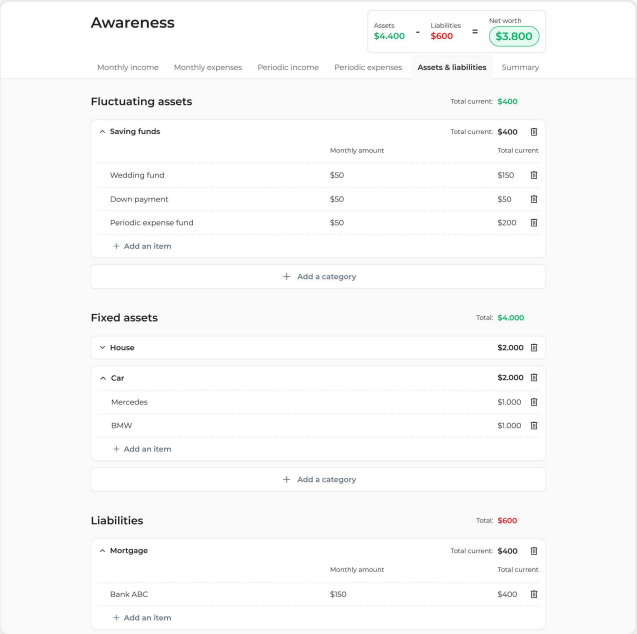 Awareness
Assets Liabilities Net worth
$4.400 - $600 = $3.800
Monthly income Monthly expenses Periodic income Periodic expenses Assets & liabilities Summary
Fluctuating assets Total current: $400
Saving funds Total current: $400
Monthly amount Total current
Wedding fund $50 $150
Down payment $50 $50
Periodic expense fund $50 $200
+ Add an item
+ Add a category
Fixed assets Total: $4.000
House $2.000
Car $2.000
Mercedes $1.000
BMW $1.000
+ Add an item
+ Add a category
Liabilities Total: $600
Mortgage Total current: $400
Monthly amount Total current
Bank ABC $150 $400
+ Add an item